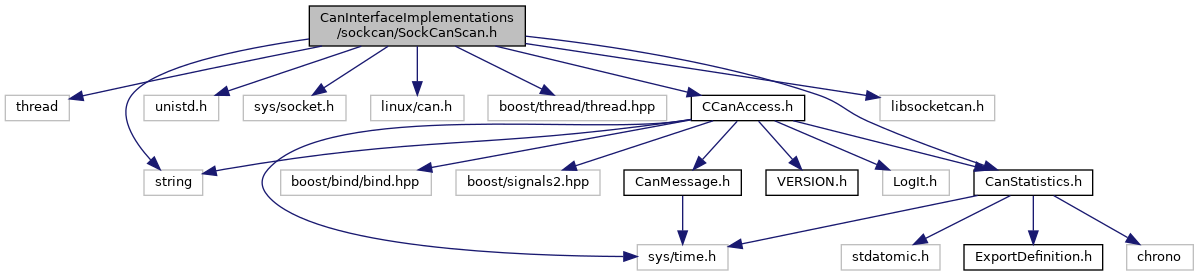 CanInterfaceImplementations
/sockcan/SockCanScan.h
thread
unistd.h
sys/socket.h
linux/can.h
boost/thread/thread.hpp
CCanAccess.h
libsocketcan.h
string
boost/bind/bind.hpp
boost/signals2.hpp
CanMessage.h
VERSION.h
LogIt.h
CanStatistics.h
sys/time.h
stdatomic.h
ExportDefinition.h
chrono